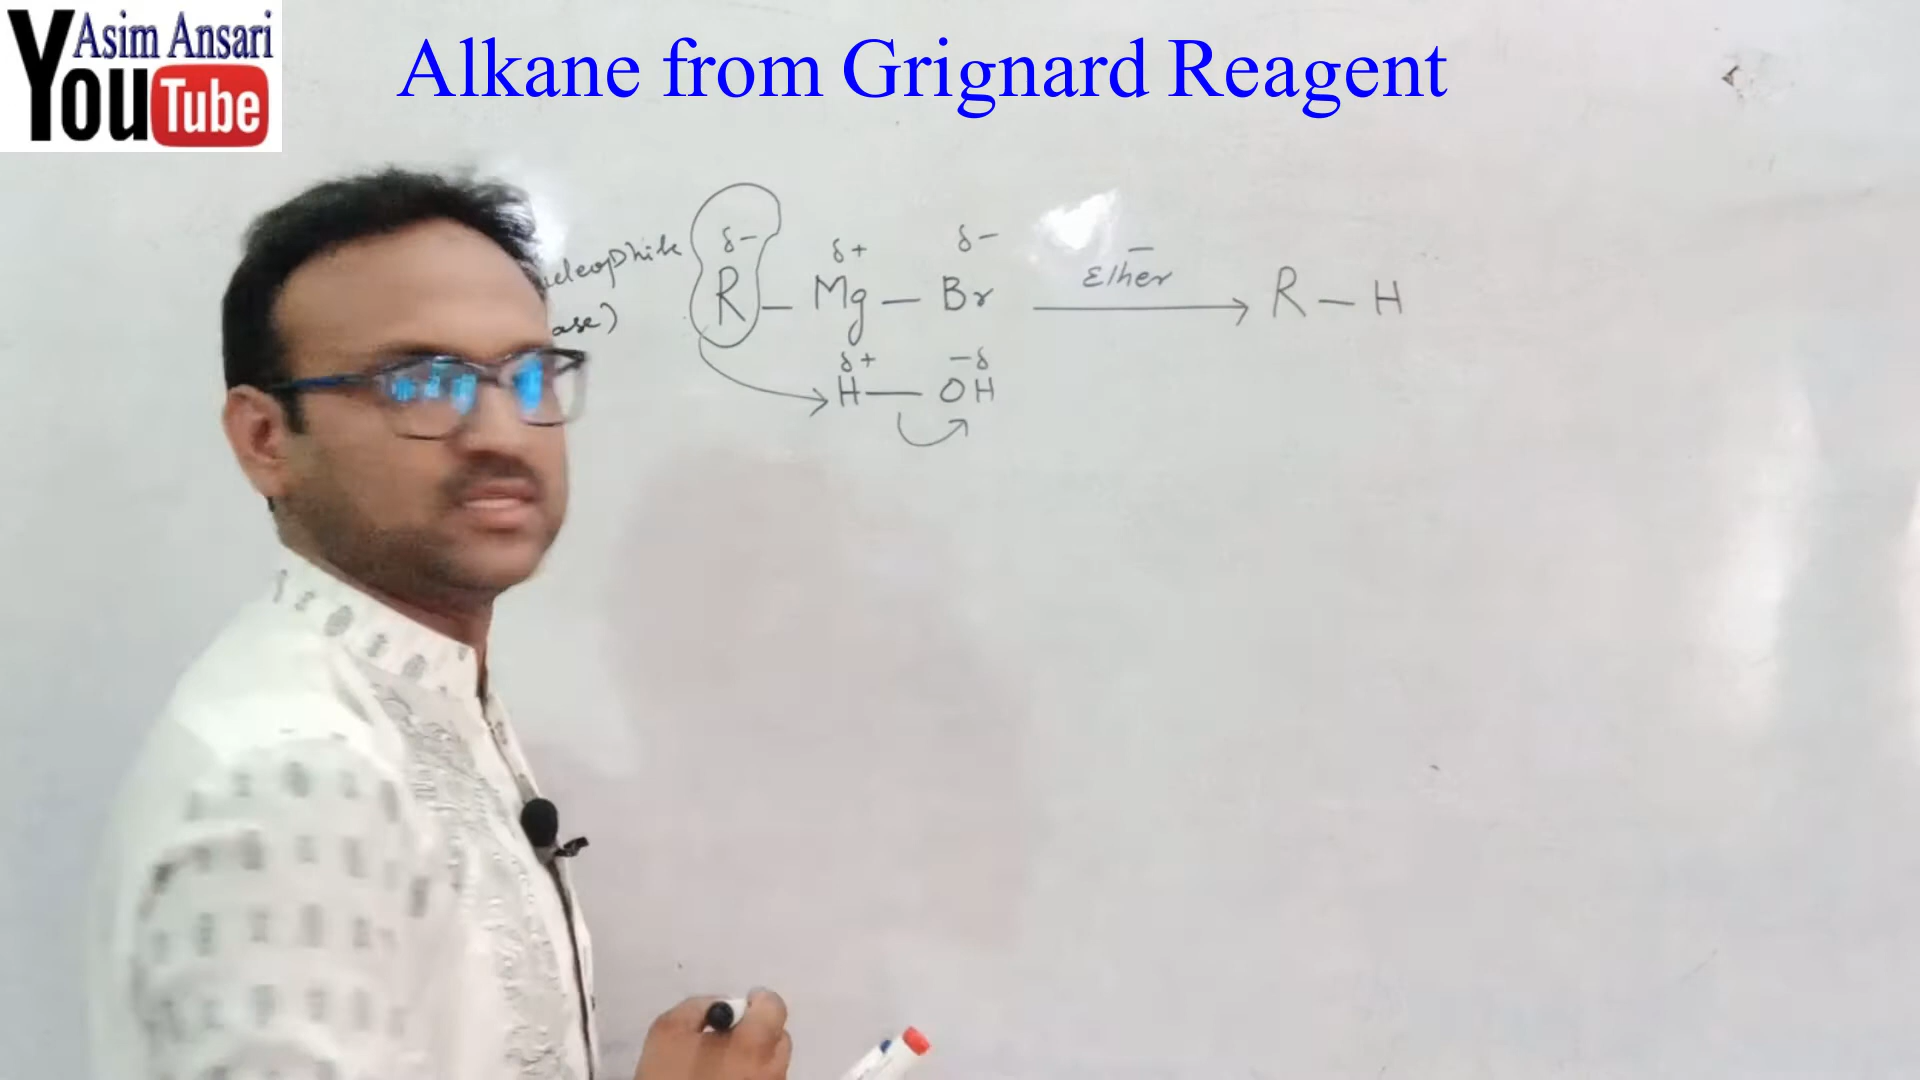 Asim Ansari
YouTube
Alkane from Grignard Reagent
δ- δ+ δ-
R – Mg – Br Ether R – H
δ+ -δ
H — OH